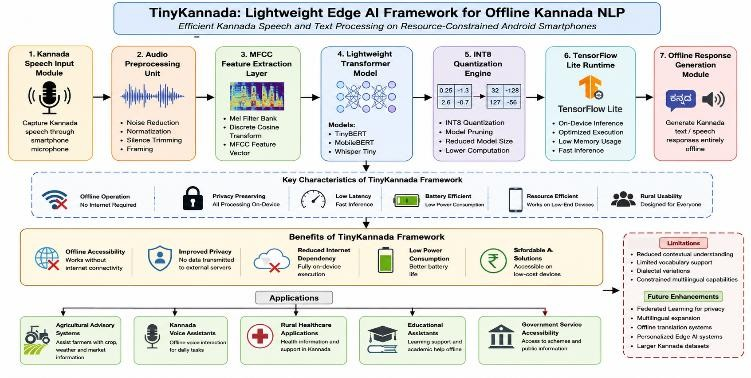 TinyKannada: Lightweight Edge AI Framework for Offline Kannada NLP
Efficient Kannada Speech and Text Processing on Resource-Constrained Android Smartphones
1. Kannada
Speech Input
Module
Capture Kannada
speech through
smartphone
microphone
2. Audio
Preprocessing
Unit
• Noise Reduction
• Normatization
• Silence Trimming
• Framing
3. MFCC
Feature Extraction
Layer
• Mel Filter Bank
• Discrete Cosine
Transform
• MFCC Feature
Vector
4. Lightweight
Transformer
Model
Models:
• TinyBERT
• MobileBERT
• Whisper Tiny
5. INT8
Quantization
Engine
0.25 -1.3
2.6 -0.7
32 -128
127 -56
• INT8 Quantization
• Model Pruning
• Reduced Model Size
• Lower Computation
6. TensorFlow
Lite Runtime
TensorFlow Lite
• On-Device Inference
• Optimized Execution
• Low Memory Usage
• Fast Inference
7. Offline Response
Generation
Module
ಕನ್ನಡ
Generate Kannada
text / speech
responses entirely
offline
Key Characteristics of TinyKannada Framework
Offline Operation
No Internet Required
Privacy Preserving
All Processing On-Device
Low Latency
Fast Inference
Battery Efficient
Low Power Consumption
Resource Efficient
Works on Low-End Devices
Rural Usability
Designed for Everyone
Benefits of TinyKannada Framework
Offline Accessibility
Works without
internet connectivity
Improved Privacy
No data transmitted
to external servers
Reduced Internet
Dependency
Fully on-device
execution
Low Power
Consumption
Better battery
life
₹
Srfordable A.
Solutions
Accessible on
low-cost devices
Limitations
• Reduced contextual understanding
• Limited vocabulary support
• Dialectal variations
• Constrained multilingual capabilities
Future Enhancements
• Federated Learning for privacy
• Multilingual expansion
• Offline translation systems
• Personalized Edge AI systems
• Larger Kannada datasets
Applications
Agricultural Advisory
Systems
Assist farmers with crop,
weather and market
information
Kannada
Voice Assistants
Offline voice interaction
for daily tasks
Rural Healthcare
Applications
Health information and
support in Kannada
Educational
Assistants
Learning support and
academic help offline
Government Service
Accessibility
Access to schemes and
public information